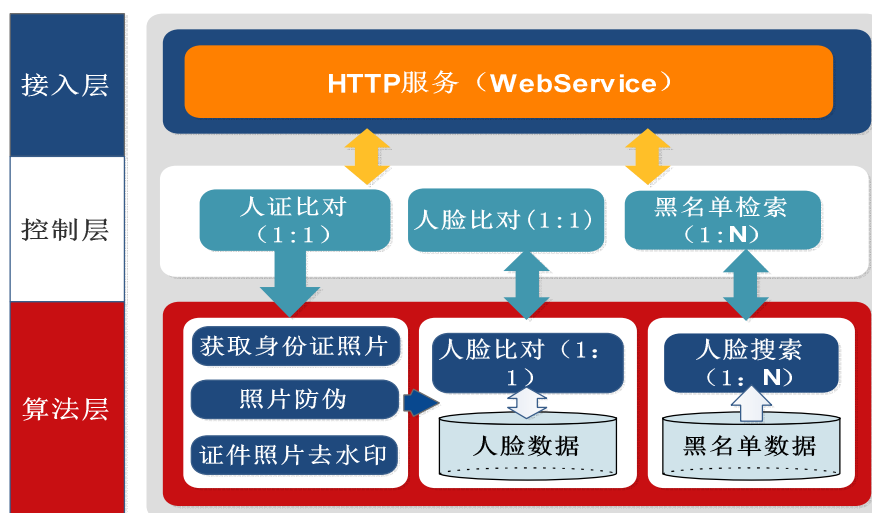 接入层
HTTP服务（WebService）
控制层
人证比对
（1:1）
人脸比对(1:1)
黑名单检索
（1:N）
算法层
获取身份证照片
照片防伪
证件照片去水印
人脸比对（1：
1）
人脸数据
人脸搜索
（1：N）
黑名单数据